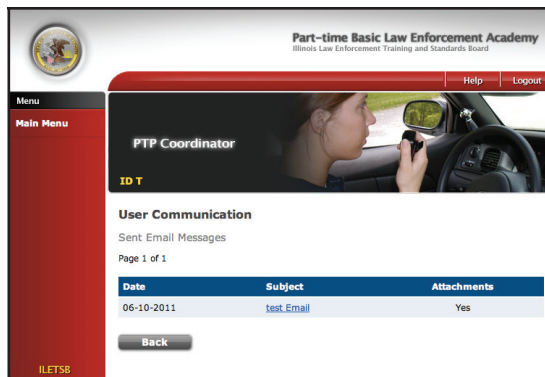 Part-time Basic Law Enforcement Academy
Illinois Law Enforcement Training and Standards Board
Help Logout
Menu
Main Menu
PTP Coordinator
ID T
User Communication
Sent Email Messages
Page 1 of 1
Date Subject Attachments
06-10-2011 test Email Yes
Back
ILETSB